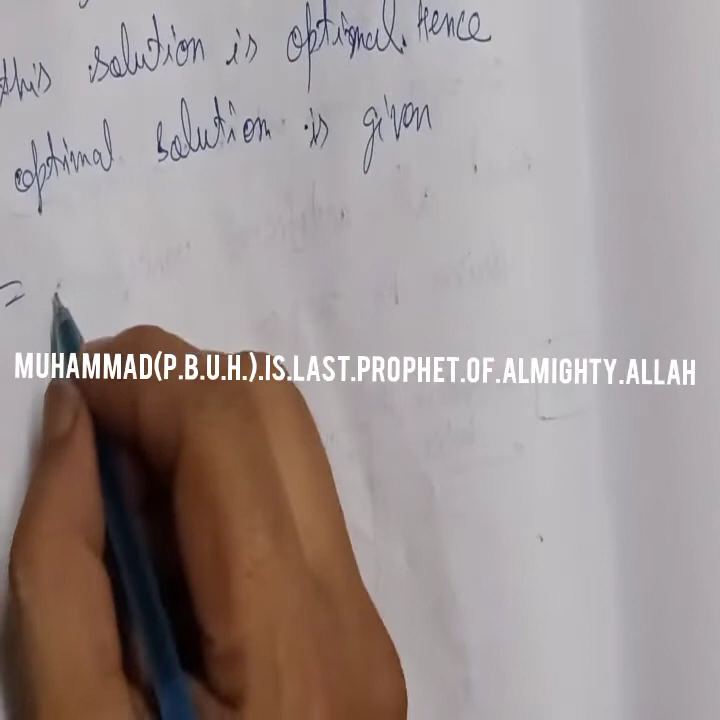 this solution is optimal. Hence
optimal solution is given
=
MUHAMMAD(P.B.U.H.).IS.LAST.PROPHET.OF.ALMIGHTY.ALLAH